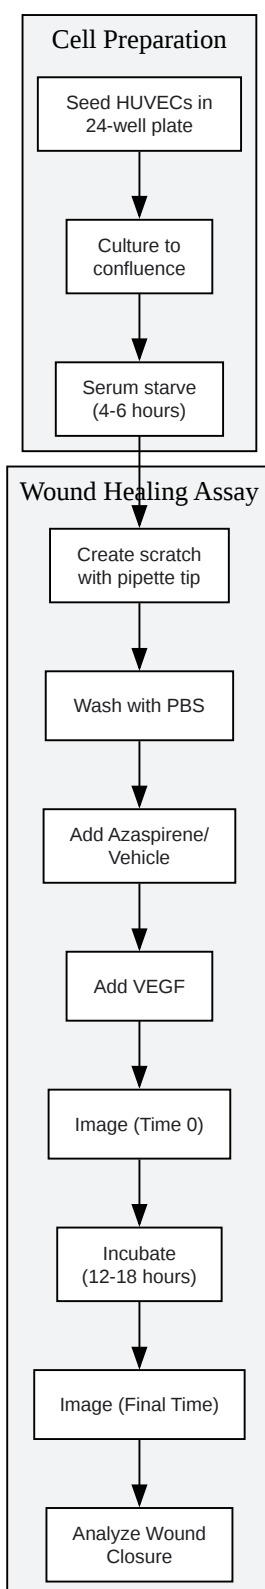 Cell Preparation
Seed HUVECs in
24-well plate
Culture to
confluence
Serum starve
(4-6 hours)
Wound Healing Assay
Create scratch
with pipette tip
Wash with PBS
Add Azaspirene/
Vehicle
Add VEGF
Image (Time 0)
Incubate
(12-18 hours)
Image (Final Time)
Analyze Wound
Closure